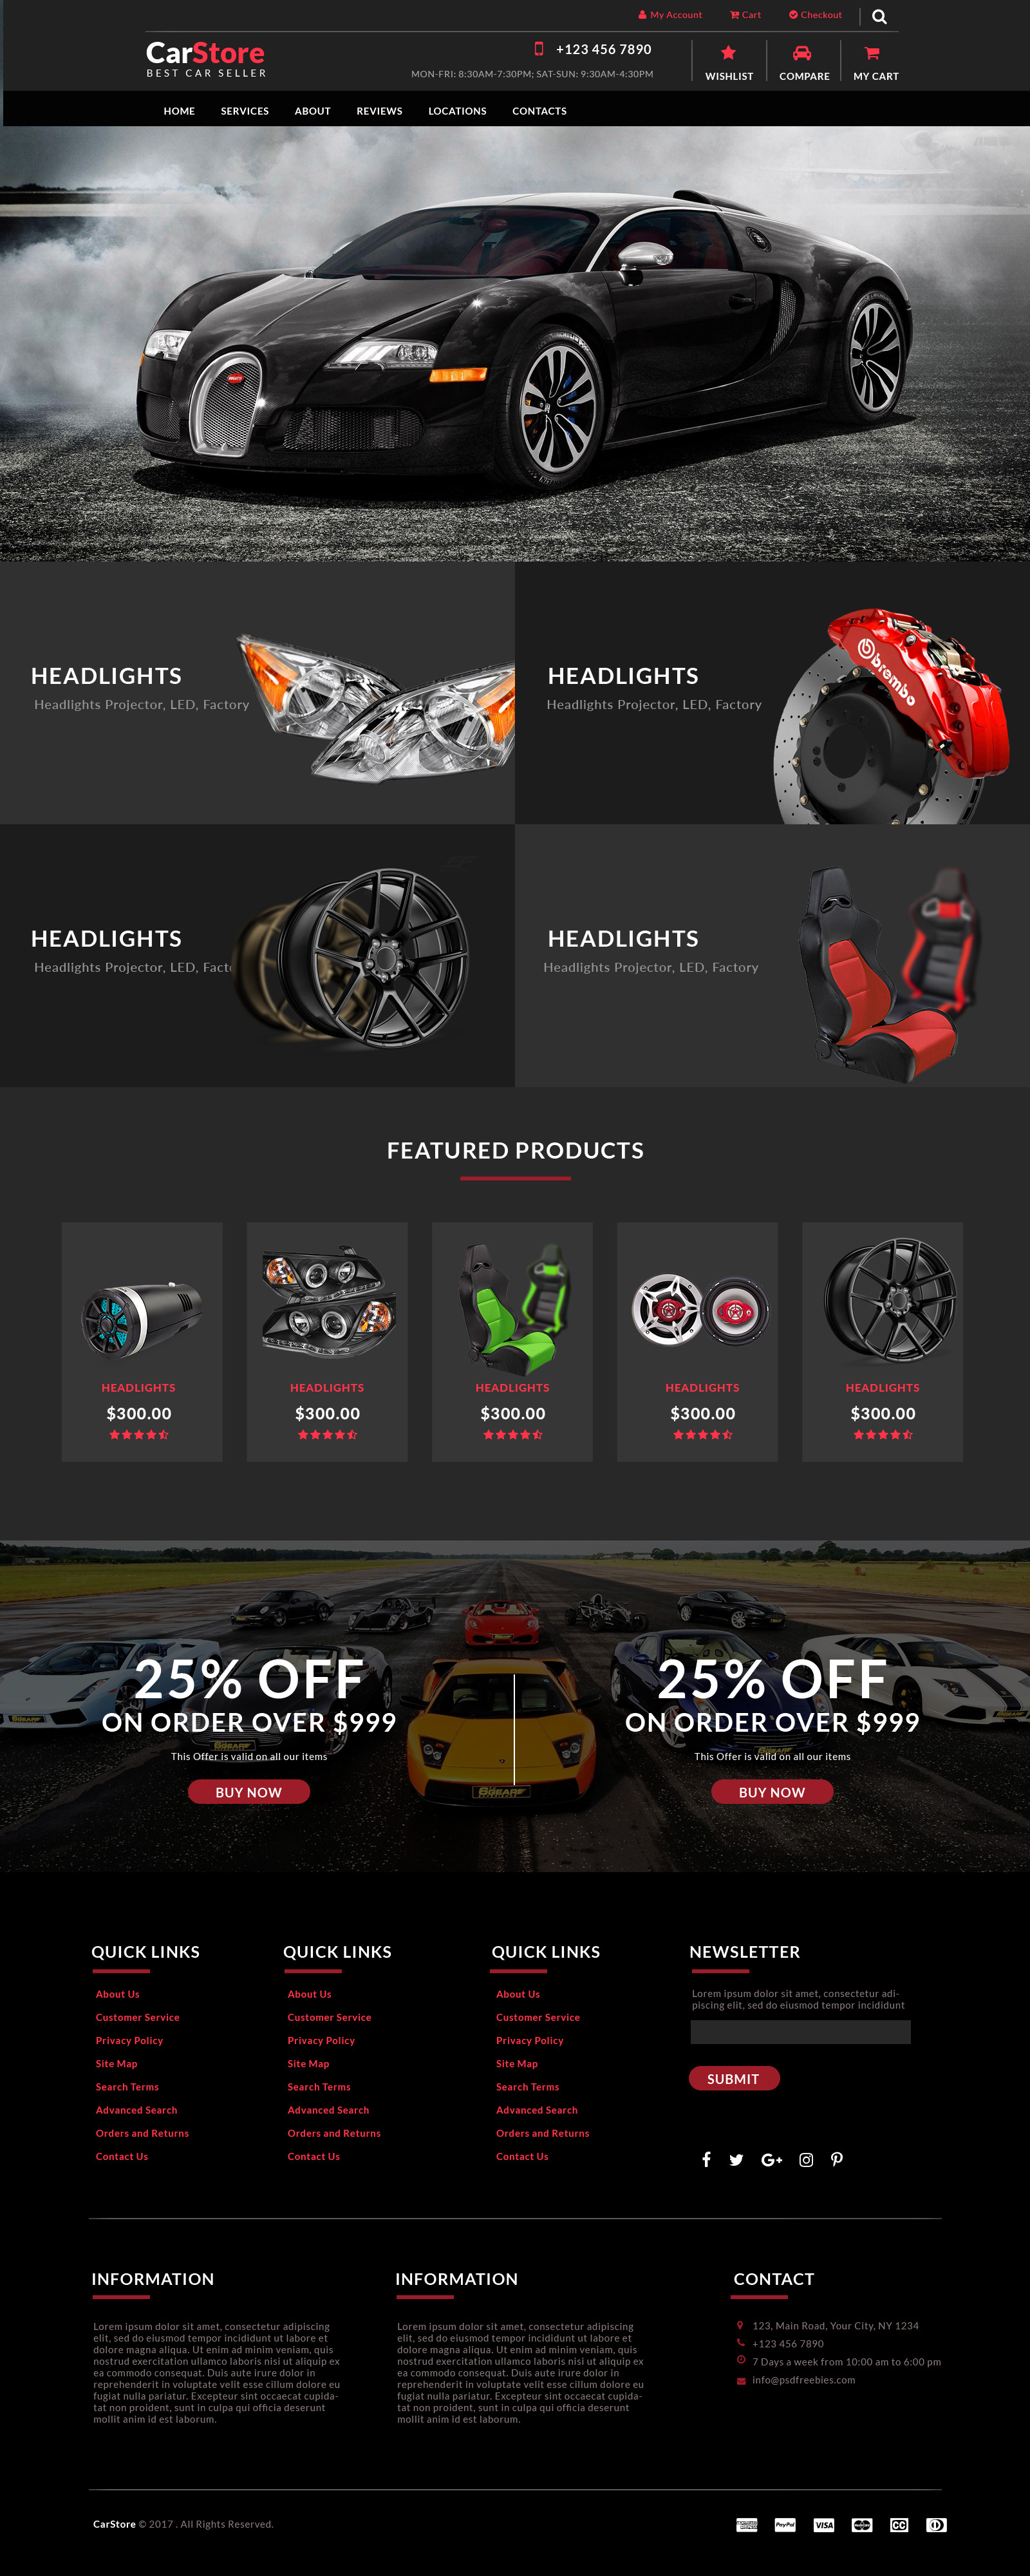 My Account
Cart
Checkout
CarStore
BEST CAR SELLER
+123 456 7890
MON-FRI: 8:30AM-7:30PM; SAT-SUN: 9:30AM-4:30PM
WISHLIST
COMPARE
MY CART
HOME
SERVICES
ABOUT
REVIEWS
LOCATIONS
CONTACTS
HEADLIGHTS
Headlights Projector, LED, Factory
HEADLIGHTS
Headlights Projector, LED, Factory
brembo
HEADLIGHTS
Headlights Projector, LED, Facto
HEADLIGHTS
Headlights Projector, LED, Factory
FEATURED PRODUCTS
HEADLIGHTS
$300.00
HEADLIGHTS
$300.00
HEADLIGHTS
$300.00
HEADLIGHTS
$300.00
HEADLIGHTS
$300.00
25% OFF
ON ORDER OVER $999
This Offer is valid on all our items
BUY NOW
25% OFF
ON ORDER OVER $999
This Offer is valid on all our items
BUY NOW
6THGEAR
QUICK LINKS
About Us
Customer Service
Privacy Policy
Site Map
Search Terms
Advanced Search
Orders and Returns
Contact Us
QUICK LINKS
About Us
Customer Service
Privacy Policy
Site Map
Search Terms
Advanced Search
Orders and Returns
Contact Us
QUICK LINKS
About Us
Customer Service
Privacy Policy
Site Map
Search Terms
Advanced Search
Orders and Returns
Contact Us
NEWSLETTER
Lorem ipsum dolor sit amet, consectetur adi-
piscing elit, sed do eiusmod tempor incididunt
SUBMIT
INFORMATION
Lorem ipsum dolor sit amet, consectetur adipiscing
elit, sed do eiusmod tempor incididunt ut labore et
dolore magna aliqua. Ut enim ad minim veniam, quis
nostrud exercitation ullamco laboris nisi ut aliquip ex
ea commodo consequat. Duis aute irure dolor in
reprehenderit in voluptate velit esse cillum dolore eu
fugiat nulla pariatur. Excepteur sint occaecat cupida-
tat non proident, sunt in culpa qui officia deserunt
mollit anim id est laborum.
INFORMATION
Lorem ipsum dolor sit amet, consectetur adipiscing
elit, sed do eiusmod tempor incididunt ut labore et
dolore magna aliqua. Ut enim ad minim veniam, quis
nostrud exercitation ullamco laboris nisi ut aliquip ex
ea commodo consequat. Duis aute irure dolor in
reprehenderit in voluptate velit esse cillum dolore eu
fugiat nulla pariatur. Excepteur sint occaecat cupida-
tat non proident, sunt in culpa qui officia deserunt
mollit anim id est laborum.
CONTACT
123, Main Road, Your City, NY 1234
+123 456 7890
7 Days a week from 10:00 am to 6:00 pm
info@psdfreebies.com
CarStore © 2017 . All Rights Reserved.
PayPal
VISA
CC